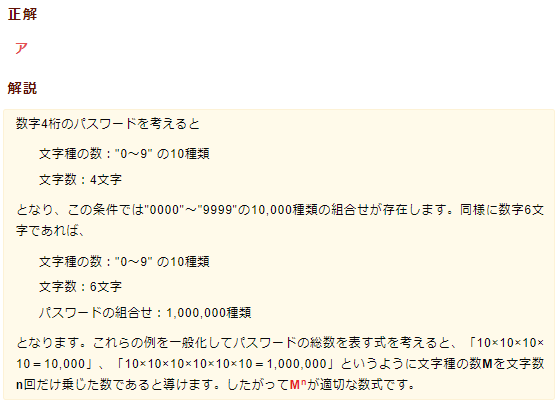 正解
ア
解説
数字4桁のパスワードを考えると
文字種の数："0～9" の10種類
文字数：4文字
となり、この条件では"0000"～"9999"の10,000種類の組合せが存在します。同様に数字6文
字であれば、
文字種の数："0～9" の10種類
文字数：6文字
パスワードの組合せ：1,000,000種類
となります。これらの例を一般化してパスワードの総数を表す式を考えると、「10×10×10×
10＝10,000」、「10×10×10×10×10×10＝1,000,000」というように文字種の数Mを文字数
n回だけ乗じた数であると導けます。したがってMⁿが適切な数式です。